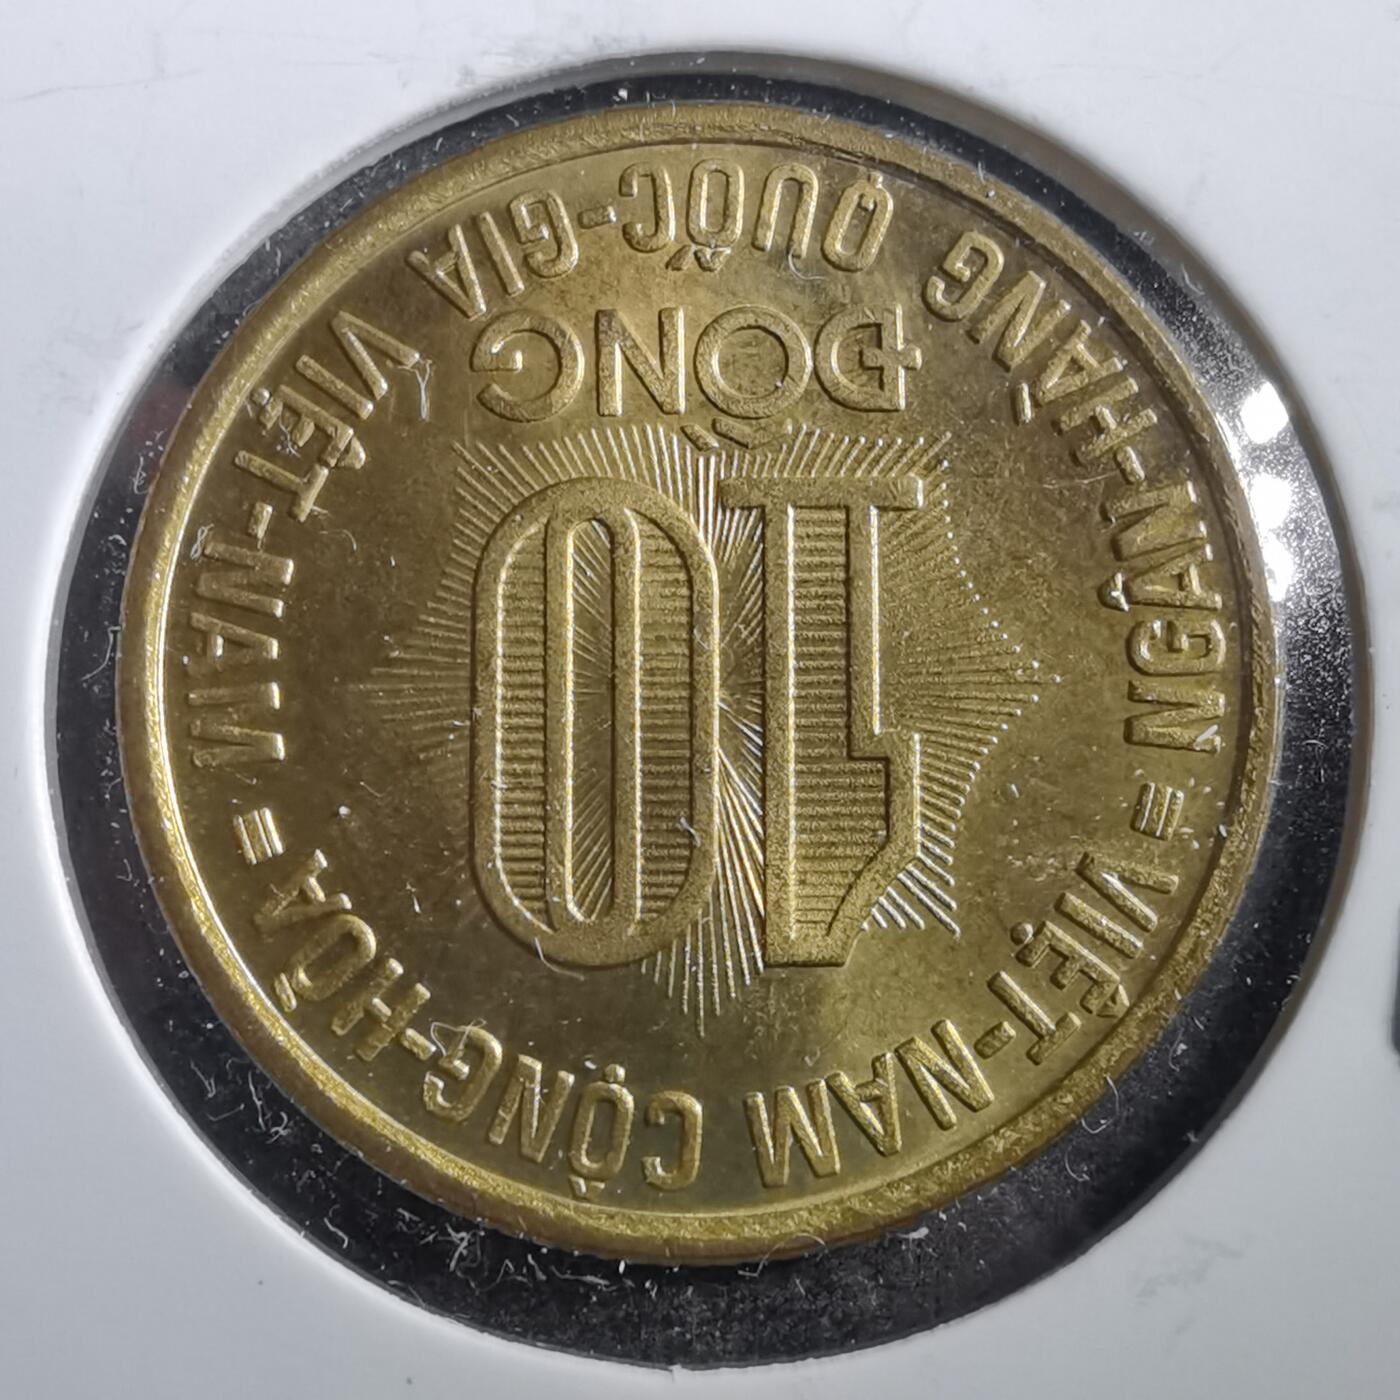 VIỆT-NAM CỘNG-HÒA
10
ĐỒNG
= NGÂN-HÀNG QUỐC-GIA VIỆT-NAM =